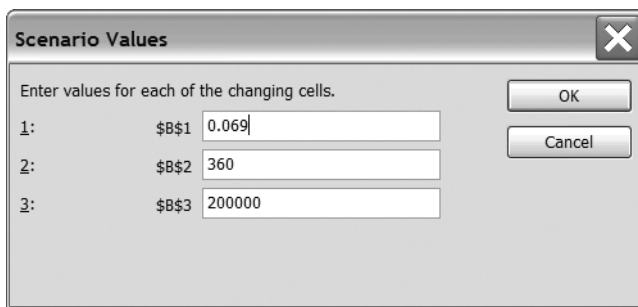 Scenario Values
Enter values for each of the changing cells.
OK
1: $B$1 0.069
Cancel
2: $B$2 360
3: $B$3 200000